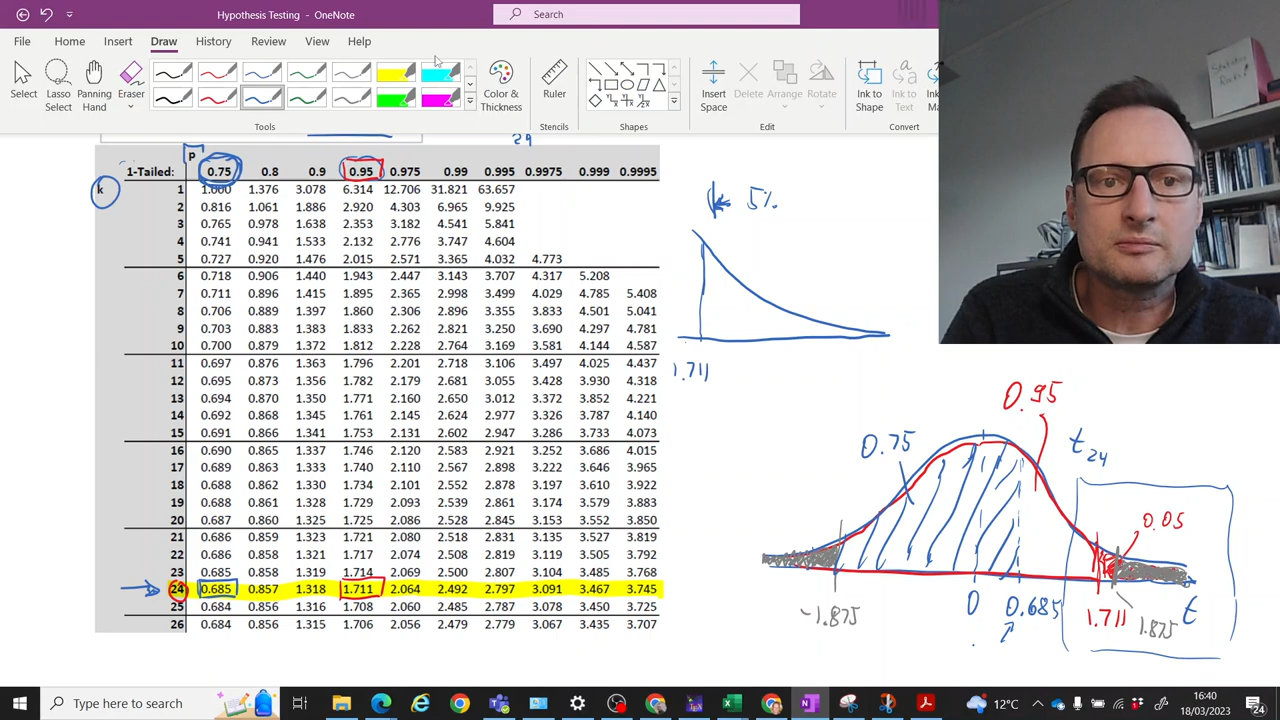 Hypothesis Testing - OneNote
Search
File Home Insert Draw History Review View Help
Select
Lasso Select
Panning Hand
Eraser
Color & Thickness
Ruler
Insert Space
Delete
Arrange
Rotate
Ink to Shape
Ink to Text
Ink to
Tools Stencils Shapes Edit Convert
24
p
1-Tailed: 0.75 0.8 0.9 0.95 0.975 0.99 0.995 0.9975 0.999 0.9995
k
1 1.000 1.376 3.078 6.314 12.706 31.821 63.657
2 0.816 1.061 1.886 2.920 4.303 6.965 9.925
3 0.765 0.978 1.638 2.353 3.182 4.541 5.841
4 0.741 0.941 1.533 2.132 2.776 3.747 4.604
5 0.727 0.920 1.476 2.015 2.571 3.365 4.032 4.773
6 0.718 0.906 1.440 1.943 2.447 3.143 3.707 4.317 5.208
7 0.711 0.896 1.415 1.895 2.365 2.998 3.499 4.029 4.785 5.408
8 0.706 0.889 1.397 1.860 2.306 2.896 3.355 3.833 4.501 5.041
9 0.703 0.883 1.383 1.833 2.262 2.821 3.250 3.690 4.297 4.781
10 0.700 0.879 1.372 1.812 2.228 2.764 3.169 3.581 4.144 4.587
11 0.697 0.876 1.363 1.796 2.201 2.718 3.106 3.497 4.025 4.437
12 0.695 0.873 1.356 1.782 2.179 2.681 3.055 3.428 3.930 4.318
13 0.694 0.870 1.350 1.771 2.160 2.650 3.012 3.372 3.852 4.221
14 0.692 0.868 1.345 1.761 2.145 2.624 2.977 3.326 3.787 4.140
15 0.691 0.866 1.341 1.753 2.131 2.602 2.947 3.286 3.733 4.073
16 0.690 0.865 1.337 1.746 2.120 2.583 2.921 3.252 3.686 4.015
17 0.689 0.863 1.333 1.740 2.110 2.567 2.898 3.222 3.646 3.965
18 0.688 0.862 1.330 1.734 2.101 2.552 2.878 3.197 3.610 3.922
19 0.688 0.861 1.328 1.729 2.093 2.539 2.861 3.174 3.579 3.883
20 0.687 0.860 1.325 1.725 2.086 2.528 2.845 3.153 3.552 3.850
21 0.686 0.859 1.323 1.721 2.080 2.518 2.831 3.135 3.527 3.819
22 0.686 0.858 1.321 1.717 2.074 2.508 2.819 3.119 3.505 3.792
23 0.685 0.858 1.319 1.714 2.069 2.500 2.807 3.104 3.485 3.768
24 0.685 0.857 1.318 1.711 2.064 2.492 2.797 3.091 3.467 3.745
25 0.684 0.856 1.316 1.708 2.060 2.485 2.787 3.078 3.450 3.725
26 0.684 0.856 1.315 1.706 2.056 2.479 2.779 3.067 3.435 3.707
5%
1.711
0.95
0.75
t24
0.05
-1.875
0
0.685
1.711
1.875
t
Type here to search
12°C
16:40
18/03/2023
24